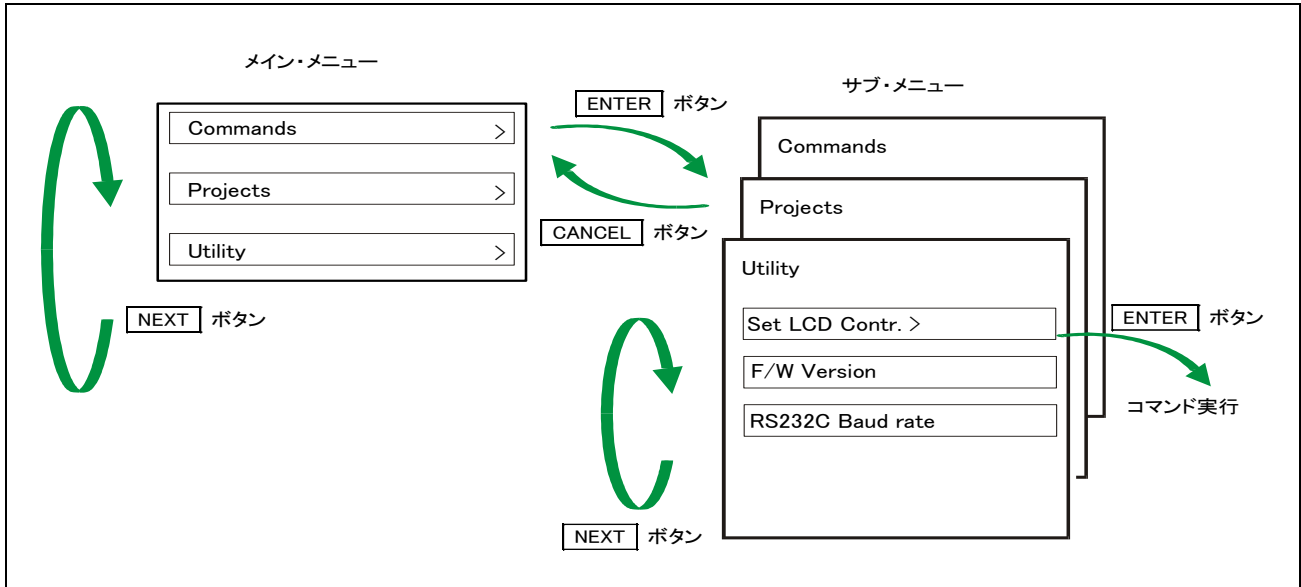 メイン・メニュー
Commands >
Projects >
Utility >
NEXT ボタン
ENTER ボタン
CANCEL ボタン
サブ・メニュー
Commands
Projects
Utility
Set LCD Contr. >
F/W Version
RS232C Baud rate
NEXT ボタン
ENTER ボタン
コマンド実行